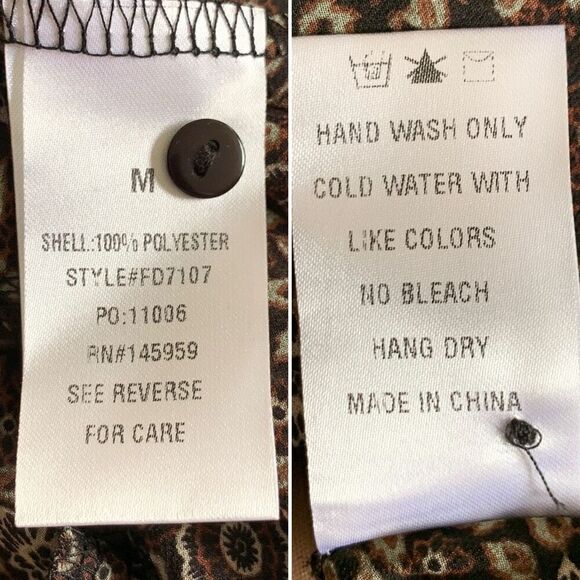 M
SHELL:100% POLYESTER
STYLE#FD7107
PO:11006
RN#145959
SEE REVERSE
FOR CARE
HAND WASH ONLY
COLD WATER WITH
LIKE COLORS
NO BLEACH
HANG DRY
MADE IN CHINA